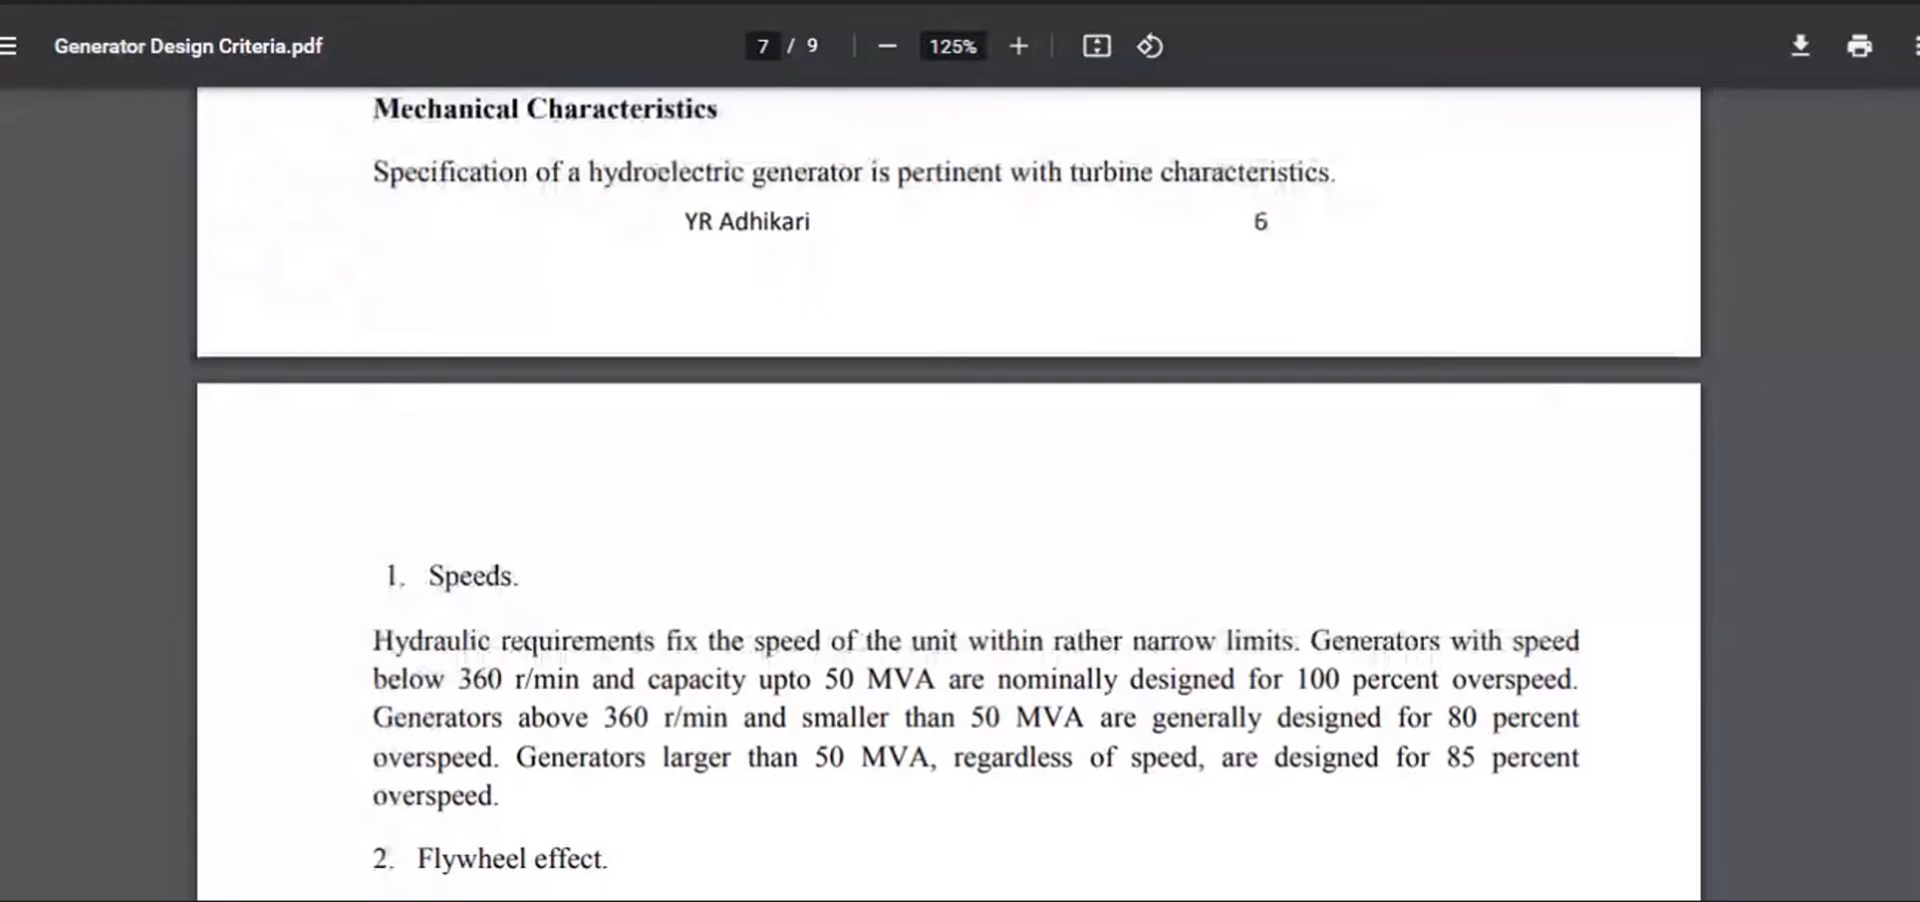 Generator Design Criteria.pdf
7 / 9
125%
Mechanical Characteristics
Specification of a hydroelectric generator is pertinent with turbine characteristics.
YR Adhikari 6
1. Speeds.
Hydraulic requirements fix the speed of the unit within rather narrow limits. Generators with speed
below 360 r/min and capacity upto 50 MVA are nominally designed for 100 percent overspeed.
Generators above 360 r/min and smaller than 50 MVA are generally designed for 80 percent
overspeed. Generators larger than 50 MVA, regardless of speed, are designed for 85 percent
overspeed.
2. Flywheel effect.